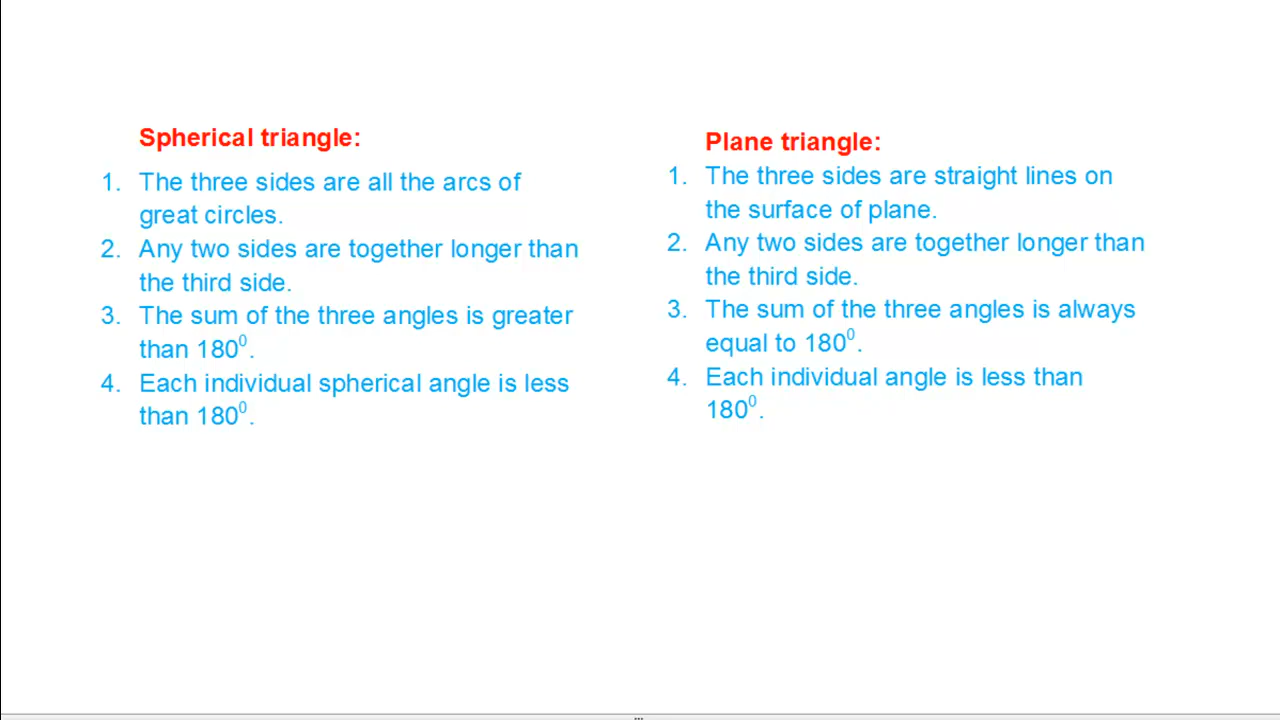 Spherical triangle:
1. The three sides are all the arcs of
great circles.
2. Any two sides are together longer than
the third side.
3. The sum of the three angles is greater
than 180⁰.
4. Each individual spherical angle is less
than 180⁰.
Plane triangle:
1. The three sides are straight lines on
the surface of plane.
2. Any two sides are together longer than
the third side.
3. The sum of the three angles is always
equal to 180⁰.
4. Each individual angle is less than
180⁰.